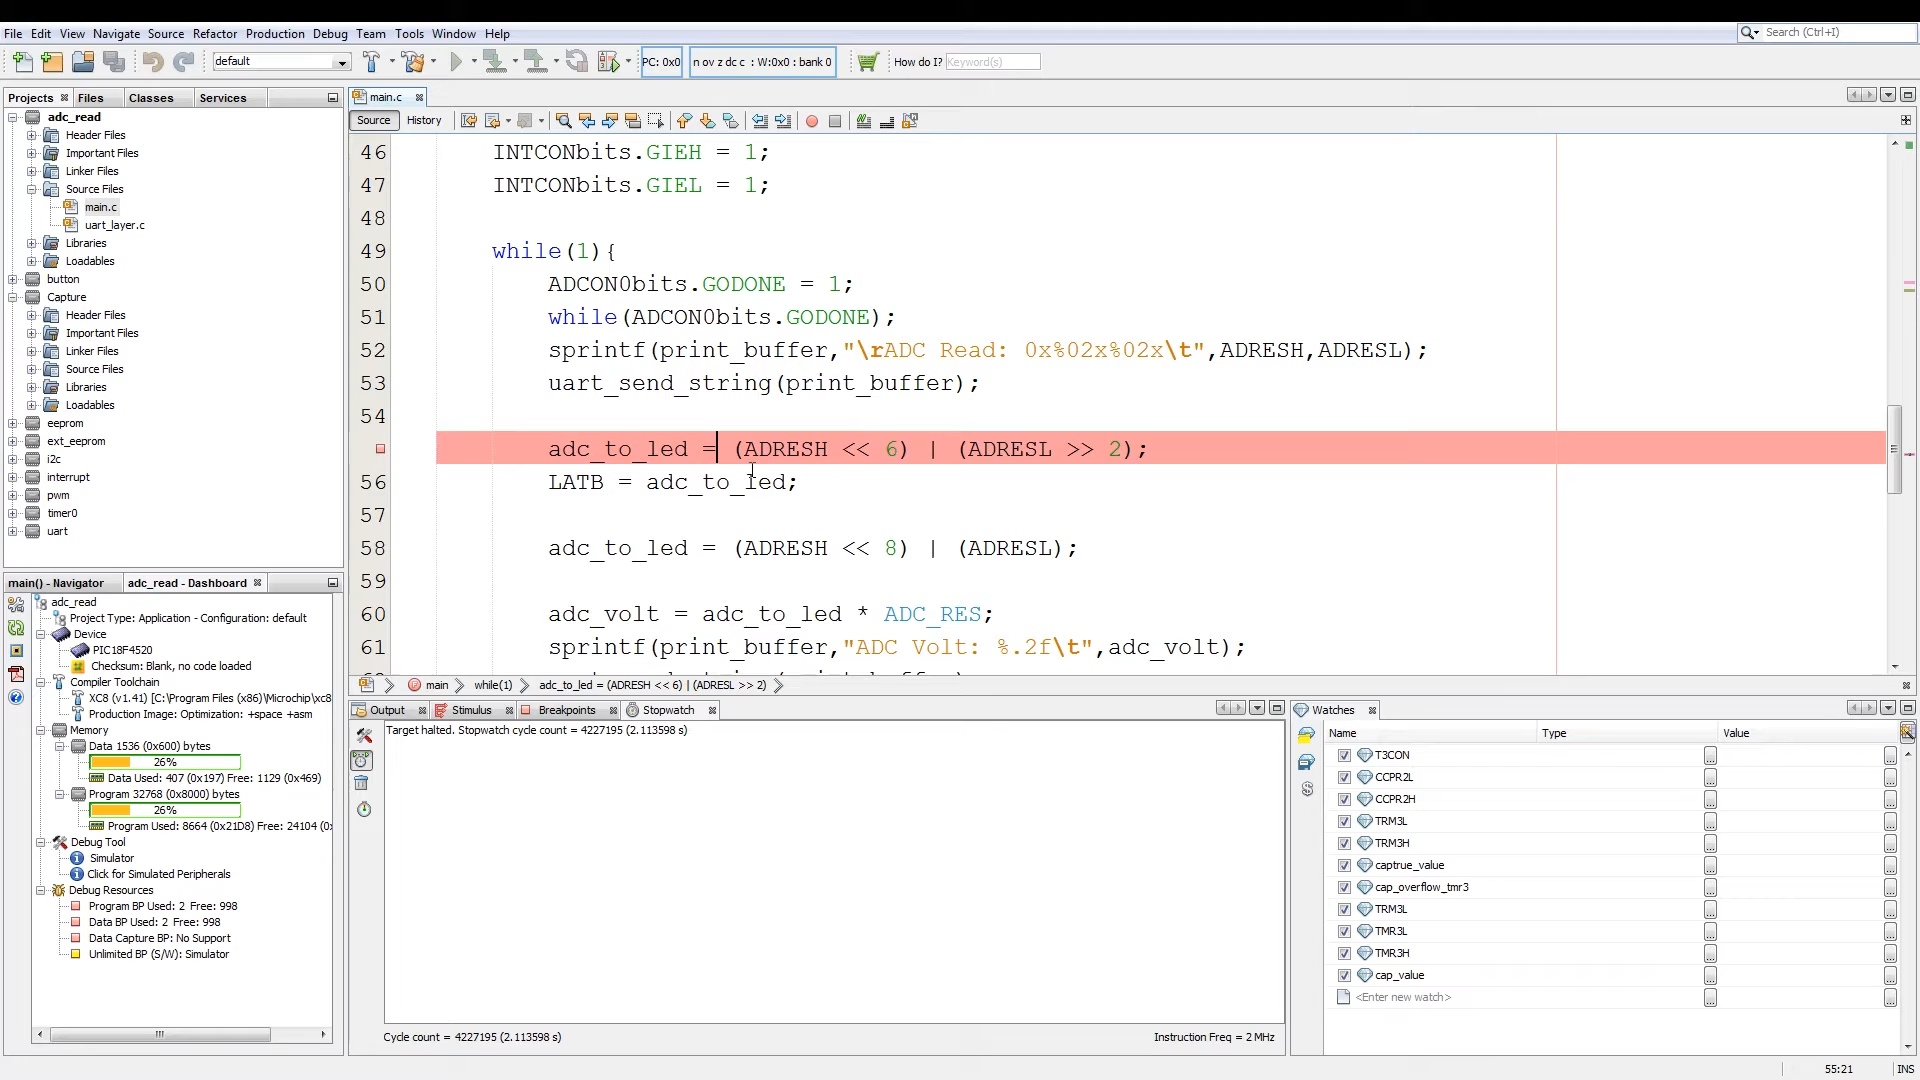 File Edit View Navigate Source Refactor Production Debug Team Tools Window Help
Search (Ctrl+I)
default
PC: 0x0
n ov z dc c : W:0x0 : bank 0
How do I? Keyword(s)
Projects Files Classes Services
adc_read
Header Files
Important Files
Linker Files
Source Files
main.c
uart_layer.c
Libraries
Loadables
button
Capture
Header Files
Important Files
Linker Files
Source Files
Libraries
Loadables
eeprom
ext_eeprom
i2c
interrupt
pwm
timer0
uart
main.c
Source History
46 INTCONbits.GIEH = 1;
47 INTCONbits.GIEL = 1;
48
49 while(1){
50 ADCON0bits.GODONE = 1;
51 while(ADCON0bits.GODONE);
52 sprintf(print_buffer,"\rADC Read: 0x%02x%02x\t",ADRESH,ADRESL);
53 uart_send_string(print_buffer);
54
adc_to_led = (ADRESH << 6) | (ADRESL >> 2);
56 LATB = adc_to_led;
57
58 adc_to_led = (ADRESH << 8) | (ADRESL);
59
60 adc_volt = adc_to_led * ADC_RES;
61 sprintf(print_buffer,"ADC Volt: %.2f\t",adc_volt);
main while(1) adc_to_led = (ADRESH << 6) | (ADRESL >> 2)
main() - Navigator adc_read - Dashboard
adc_read
Project Type: Application - Configuration: default
Device
PIC18F4520
Checksum: Blank, no code loaded
Compiler Toolchain
XC8 (v1.41) [C:\Program Files (x86)\Microchip\xc8
Production Image: Optimization: +space +asm
Memory
Data 1536 (0x600) bytes
26%
Data Used: 407 (0x197) Free: 1129 (0x469)
Program 32768 (0x8000) bytes
26%
Program Used: 8664 (0x21D8) Free: 24104 (0x
Debug Tool
Simulator
Click for Simulated Peripherals
Debug Resources
Program BP Used: 2 Free: 998
Data BP Used: 2 Free: 998
Data Capture BP: No Support
Unlimited BP (S/W): Simulator
Output Stimulus Breakpoints Stopwatch
Target halted. Stopwatch cycle count = 4227195 (2.113598 s)
Cycle count = 4227195 (2.113598 s)
Instruction Freq = 2 MHz
Watches
Name Type Value
T3CON
CCPR2L
CCPR2H
TRM3L
TRM3H
captrue_value
cap_overflow_tmr3
TRM3L
TMR3L
TMR3H
cap_value
<Enter new watch>
55:21 INS